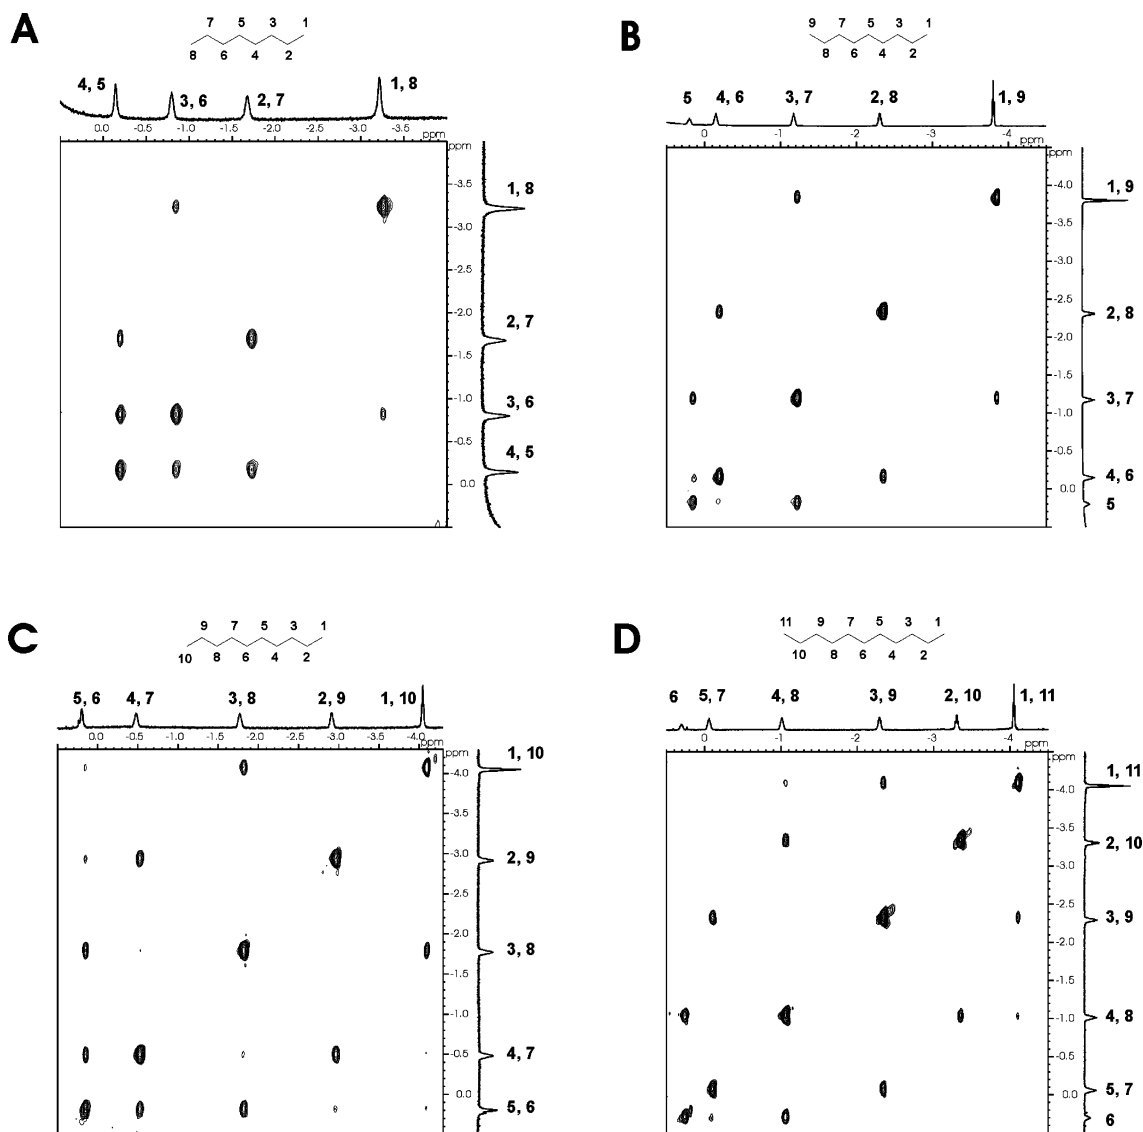 A
7 5 3 1
8 6 4 2
4, 5 3, 6 2, 7 1, 8
0.0 -0.5 -1.0 -1.5 -2.0 -2.5 -3.0 -3.5 ppm
ppm
-3.5
-3.0
-2.5
-2.0
-1.5
-1.0
-0.5
0.0
1, 8
2, 7
3, 6
4, 5
B
9 7 5 3 1
8 6 4 2
5 4, 6 3, 7 2, 8 1, 9
0 -1 -2 -3 -4
ppm
ppm
-4.0
-3.5
-3.0
-2.5
-2.0
-1.5
-1.0
-0.5
0.0
1, 9
2, 8
3, 7
4, 6
5
C
9 7 5 3 1
10 8 6 4 2
5, 6 4, 7 3, 8 2, 9 1, 10
0.0 -0.5 -1.0 -1.5 -2.0 -2.5 -3.0 -3.5 -4.0
ppm
ppm
-4.0
-3.5
-3.0
-2.5
-2.0
-1.5
-1.0
-0.5
0.0
1, 10
2, 9
3, 8
4, 7
5, 6
D
11 9 7 5 3 1
10 8 6 4 2
6 5, 7 4, 8 3, 9 2, 10 1, 11
0 -1 -2 -3 -4
ppm
ppm
-4.0
-3.5
-3.0
-2.5
-2.0
-1.5
-1.0
-0.5
0.0
1, 11
2, 10
3, 9
4, 8
5, 7
6